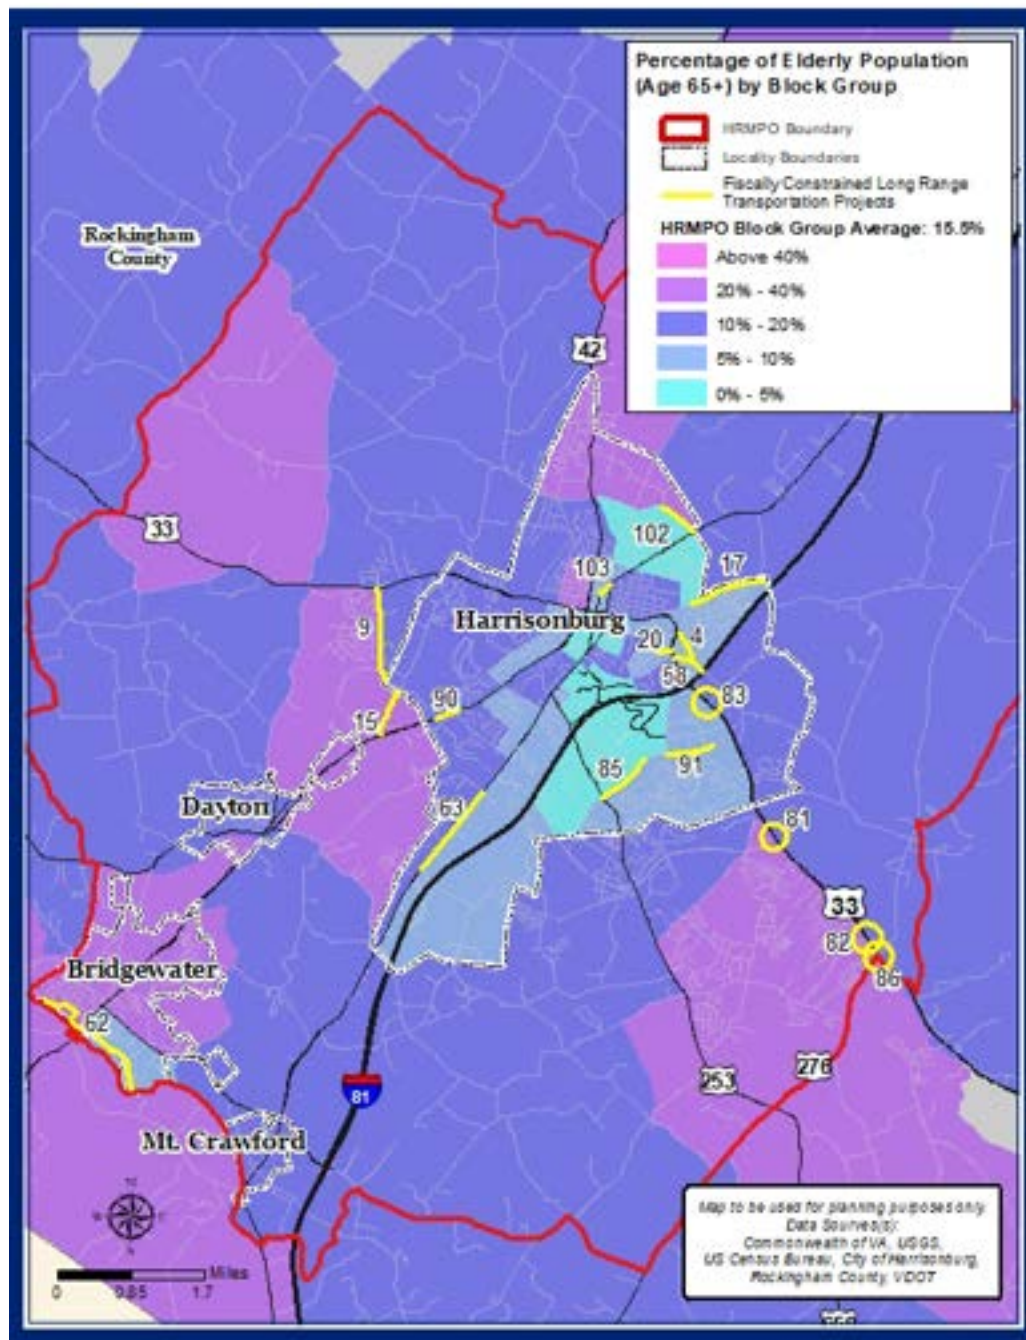 Percentage of Elderly Population
(Age 65+) by Block Group
HRMPO Boundary
Locality Boundaries
Fiscally Constrained Long Range
Transportation Projects
HRMPO Block Group Average: 15.5%
Above 40%
20% - 40%
10% - 20%
5% - 10%
0% - 5%
Rockingham
County
42
33
102
103
17
Harrisonburg
9
20
4
58
83
90
15
91
85
Dayton
63
81
33
82
86
Bridgewater
62
276
253
81
Mt. Crawford
N
W
E
S
Miles
0
0.85
1.7
Map to be used for planning purposes only.
Data Sourves(s):
Commonwealth of VA, USGS,
US Census Bureau, City of Harrisonburg,
Rockingham County, VDOT